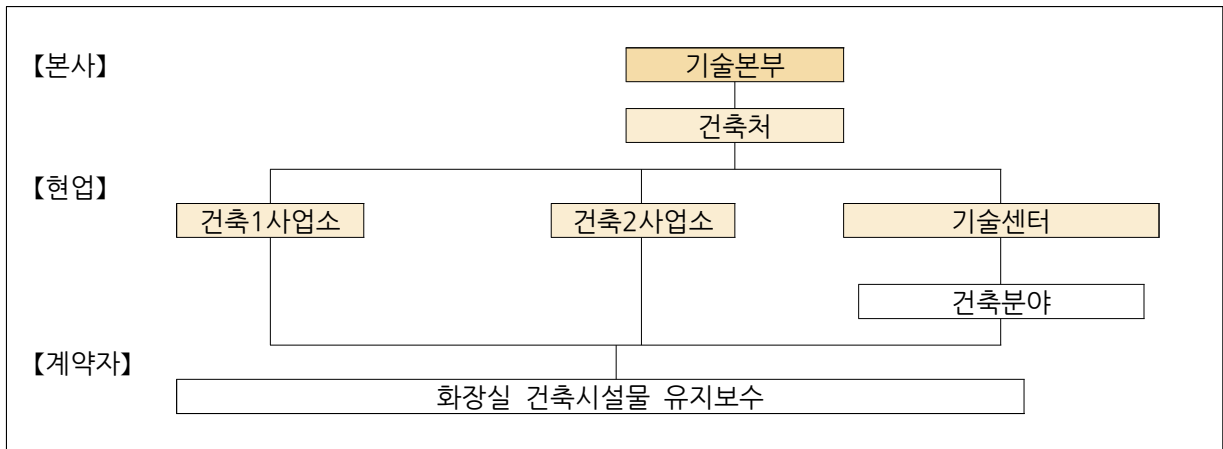 【본사】
기술본부
건축처
【현업】
건축1사업소
건축2사업소
기술센터
건축분야
【계약자】
화장실 건축시설물 유지보수